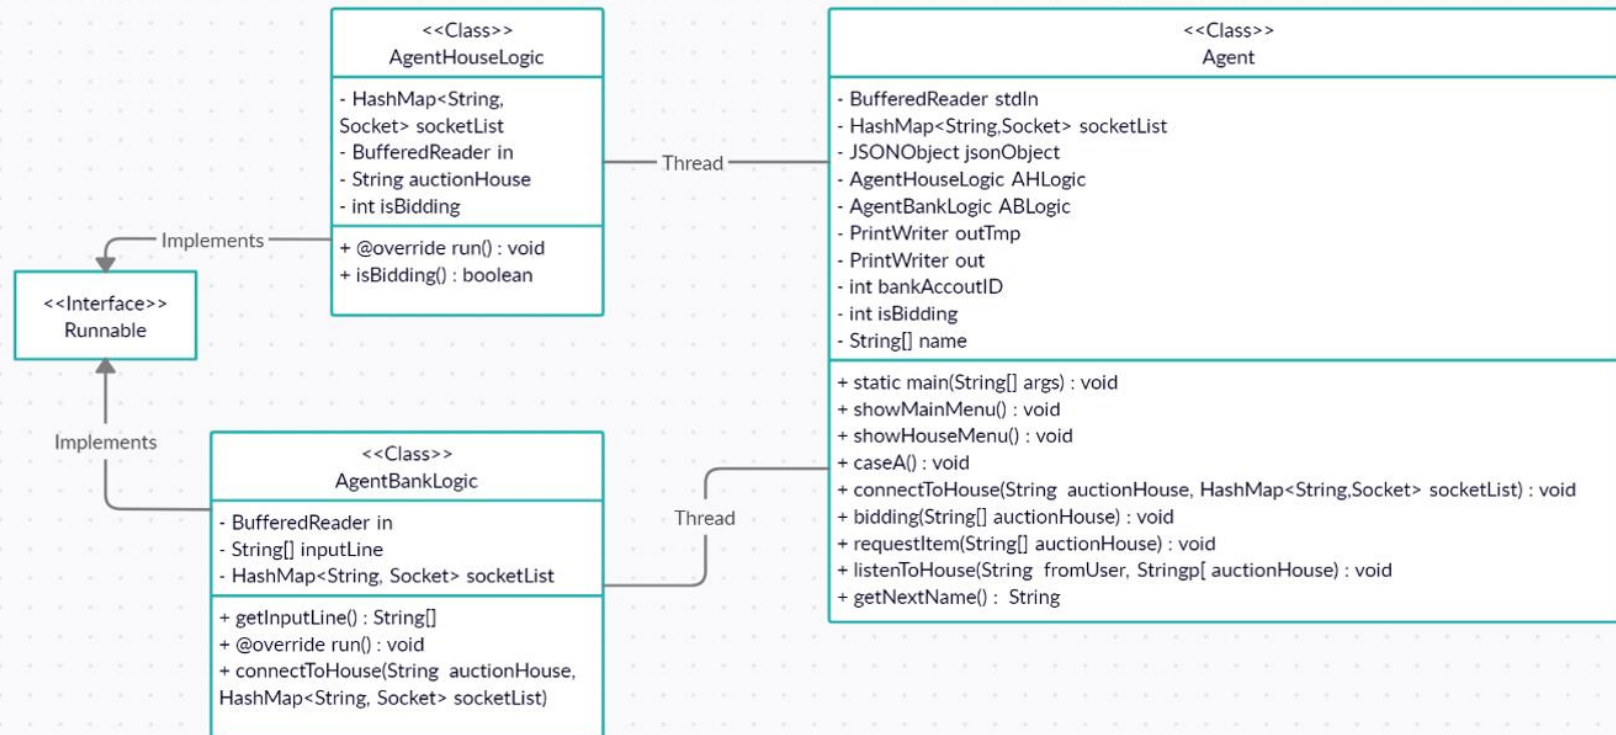 <<Class>>
AgentHouseLogic
- HashMap<String,
Socket> socketList
- BufferedReader in
- String auctionHouse
- int isBidding
+ @override run() : void
+ isBidding() : boolean
Thread
<<Class>>
Agent
- BufferedReader stdIn
- HashMap<String,Socket> socketList
- JSONObject jsonObject
- AgentHouseLogic AHLogic
- AgentBankLogic ABLogic
- PrintWriter outTmp
- PrintWriter out
- int bankAccoutID
- int isBidding
- String[] name
+ static main(String[] args) : void
+ showMainMenu() : void
+ showHouseMenu() : void
+ caseA() : void
+ connectToHouse(String auctionHouse, HashMap<String,Socket> socketList) : void
+ bidding(String[] auctionHouse) : void
+ requestItem(String[] auctionHouse) : void
+ listenToHouse(String fromUser, Stringp[ auctionHouse) : void
+ getNextName() : String
Implements
<<Interface>>
Runnable
Implements
<<Class>>
AgentBankLogic
- BufferedReader in
- String[] inputLine
- HashMap<String, Socket> socketList
+ getInputLine() : String[]
+ @override run() : void
+ connectToHouse(String auctionHouse,
HashMap<String, Socket> socketList)
Thread